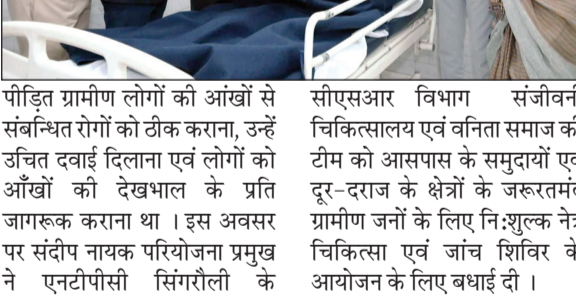 पीड़ित ग्रामीण लोगों की आंखों से
संबन्धित रोगों को ठीक कराना, उन्हें
उचित दवाई दिलाना एवं लोगों को
आँखों की देखभाल के प्रति
जागरूक कराना था । इस अवसर
पर संदीप नायक परियोजना प्रमुख
ने एनटीपीसी सिंगरौली के
सीएसआर विभाग संजीवनी
चिकित्सालय एवं वनिता समाज की
टीम को आसपास के समुदायों एवं
दूर-दराज के क्षेत्रों के जरूरतमंद
ग्रामीण जनों के लिए नि:शुल्क नेत्र
चिकित्सा एवं जांच शिविर के
आयोजन के लिए बधाई दी ।